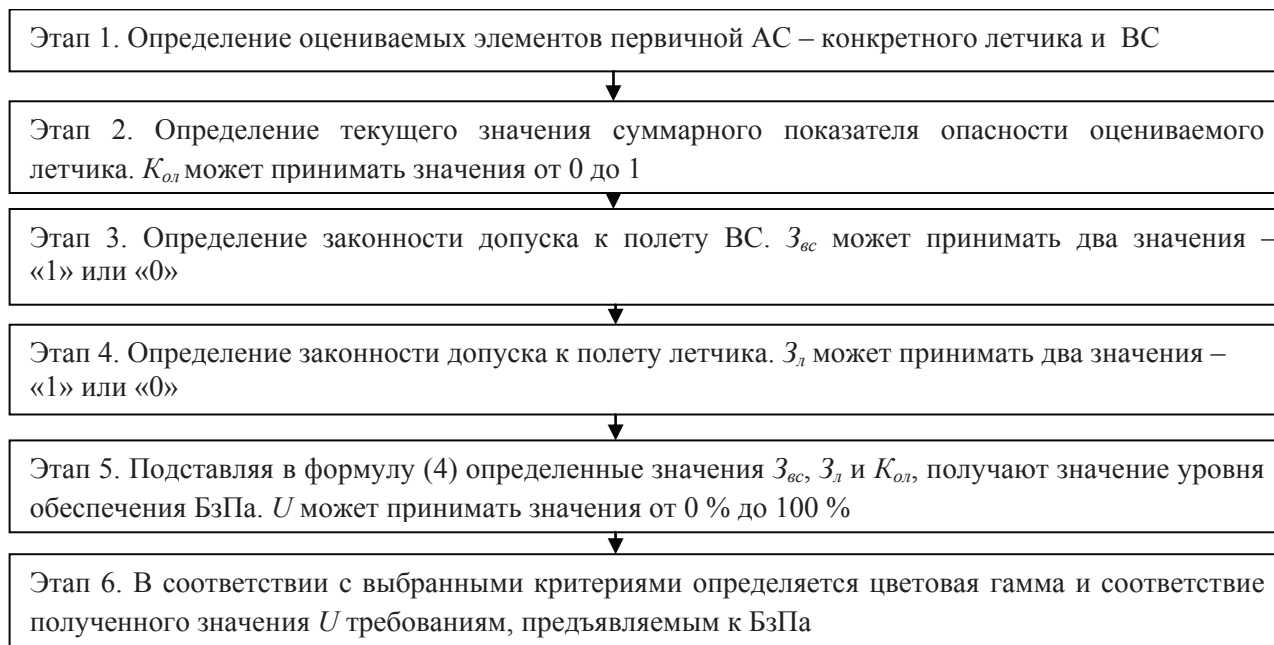 Этап 1. Определение оцениваемых элементов первичной АС – конкретного летчика и ВС
Этап 2. Определение текущего значения суммарного показателя опасности оцениваемого
летчика. Kол может принимать значения от 0 до 1
Этап 3. Определение законности допуска к полету ВС. Звс может принимать два значения –
«1» или «0»
Этап 4. Определение законности допуска к полету летчика. Зл может принимать два значения –
«1» или «0»
Этап 5. Подставляя в формулу (4) определенные значения Звс, Зл и Kол, получают значение уровня
обеспечения БзПа. U может принимать значения от 0 % до 100 %
Этап 6. В соответствии с выбранными критериями определяется цветовая гамма и соответствие
полученного значения U требованиям, предъявляемым к БзПа